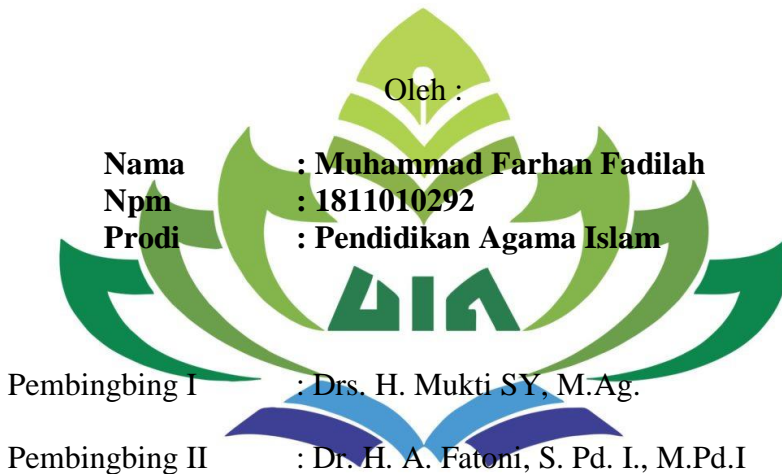 Oleh :
Nama : Muhammad Farhan Fadilah
Npm : 1811010292
Prodi : Pendidikan Agama Islam
UIN
Pembingbing I : Drs. H. Mukti SY, M.Ag.
Pembingbing II : Dr. H. A. Fatoni, S. Pd. I., M.Pd.I